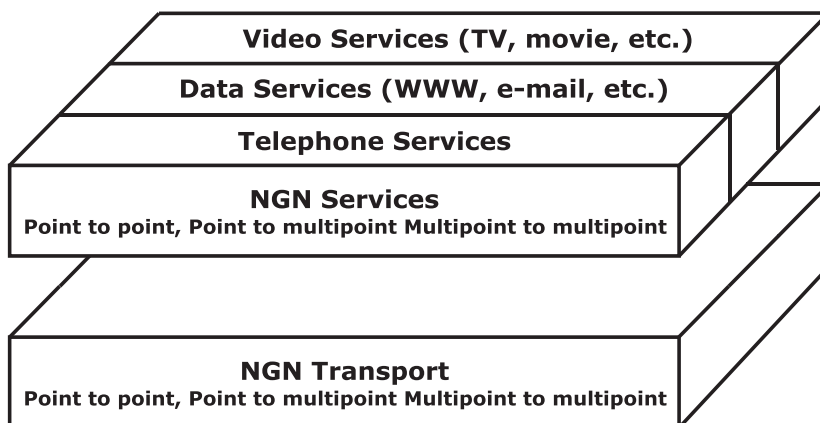 Video Services (TV, movie, etc.)
Data Services (WWW, e-mail, etc.)
Telephone Services
NGN Services
Point to point, Point to multipoint Multipoint to multipoint
NGN Transport
Point to point, Point to multipoint Multipoint to multipoint